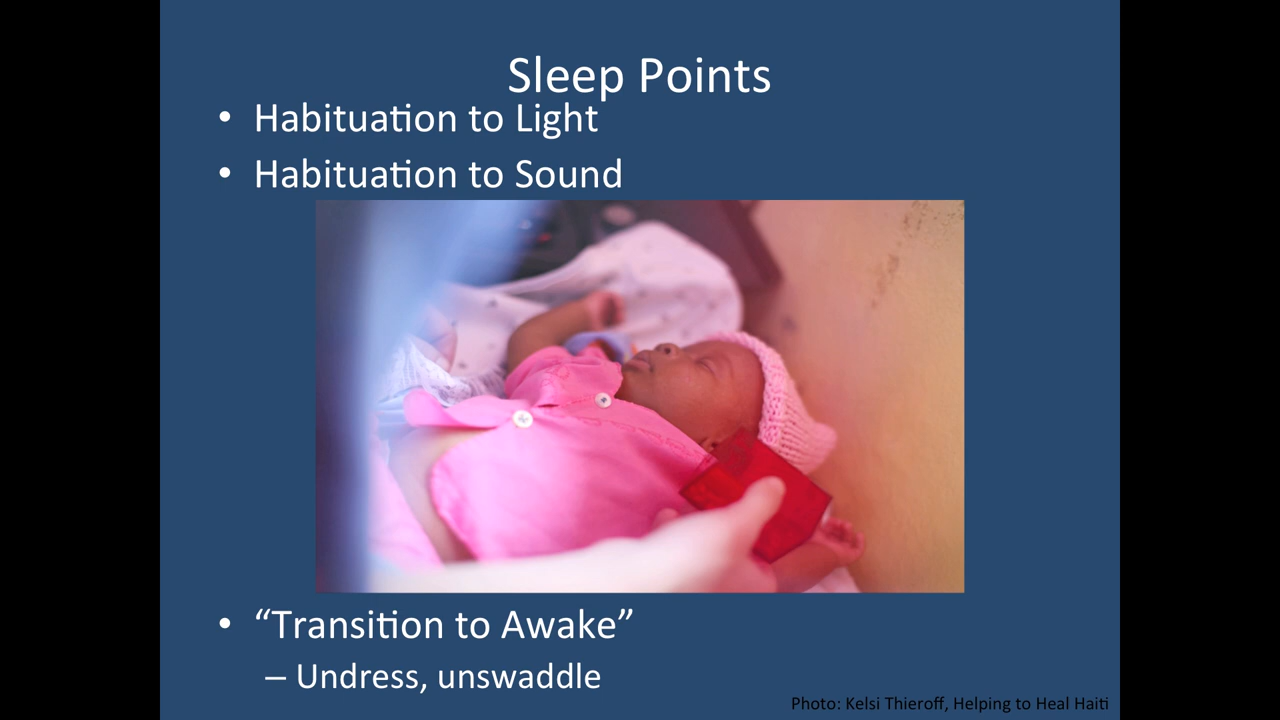 Sleep Points
• Habituation to Light
• Habituation to Sound
• “Transition to Awake”
– Undress, unswaddle
Photo: Kelsi Thieroff, Helping to Heal Haiti